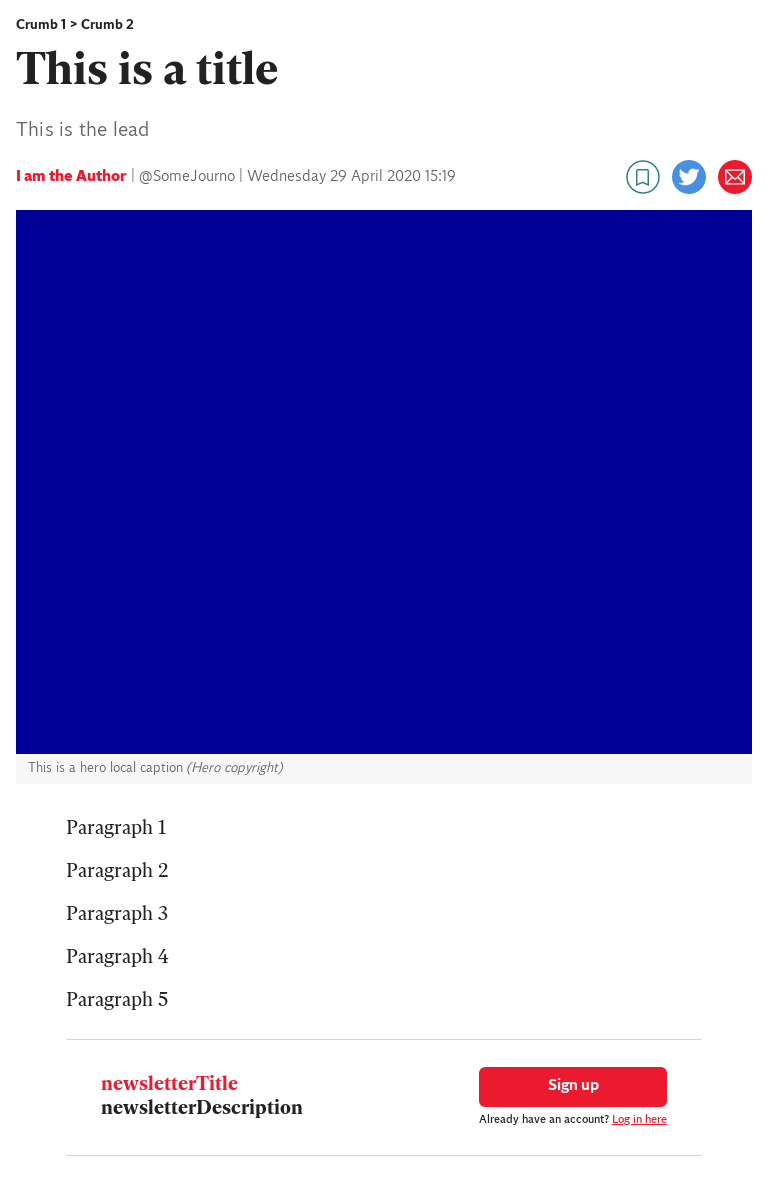 Crumb 1 > Crumb 2
This is a title
This is the lead
I am the Author | @SomeJourno | Wednesday 29 April 2020 15:19
This is a hero local caption (Hero copyright)
Paragraph 1
Paragraph 2
Paragraph 3
Paragraph 4
Paragraph 5
newsletterTitle
newsletterDescription
Sign up
Already have an account? Log in here